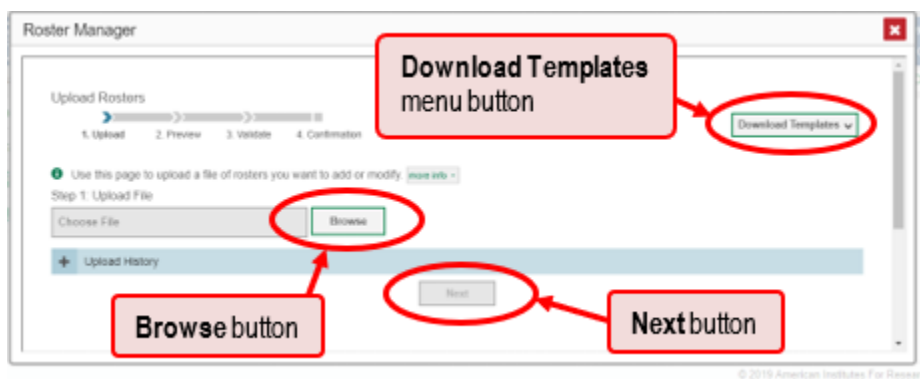 Roster Manager
Download Templates
menu button
Upload Rosters
1. Upload 2. Preview 3. Validate 4. Confirmation
Download Templates
Use this page to upload a file of rosters you want to add or modify. more info
Step 1: Upload File
Choose File Browse
+ Upload History
Next
Browse button
Next button
© 2019 American Institutes For Resear